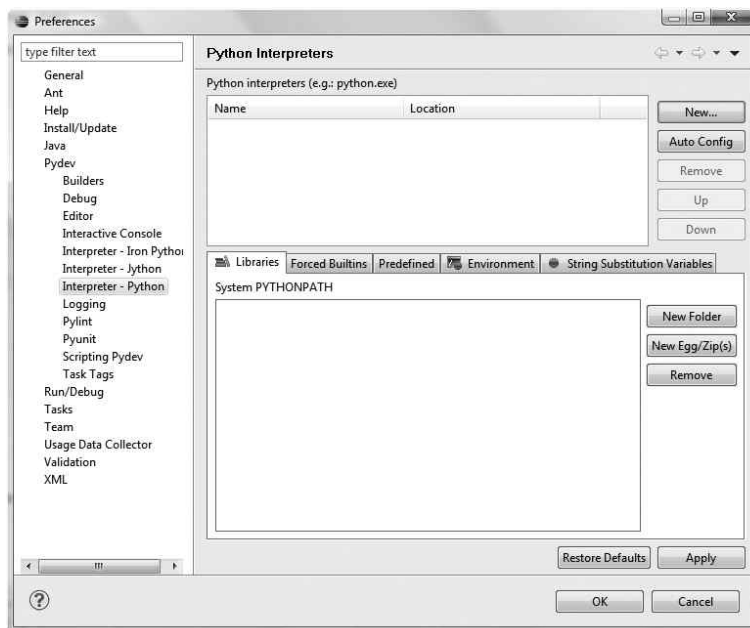 Preferences
type filter text
General
Ant
Help
Install/Update
Java
Pydev
Builders
Debug
Editor
Interactive Console
Interpreter - Iron Pytho
Interpreter - Jython
Interpreter - Python
Logging
Pylint
Pyunit
Scripting Pydev
Task Tags
Run/Debug
Tasks
Team
Usage Data Collector
Validation
XML
Python Interpreters
Python interpreters (e.g.: python.exe)
Name Location
New...
Auto Config
Remove
Up
Down
Libraries Forced Builtins Predefined Environment String Substitution Variables
System PYTHONPATH
New Folder
New Egg/Zip(s)
Remove
Restore Defaults Apply
OK Cancel